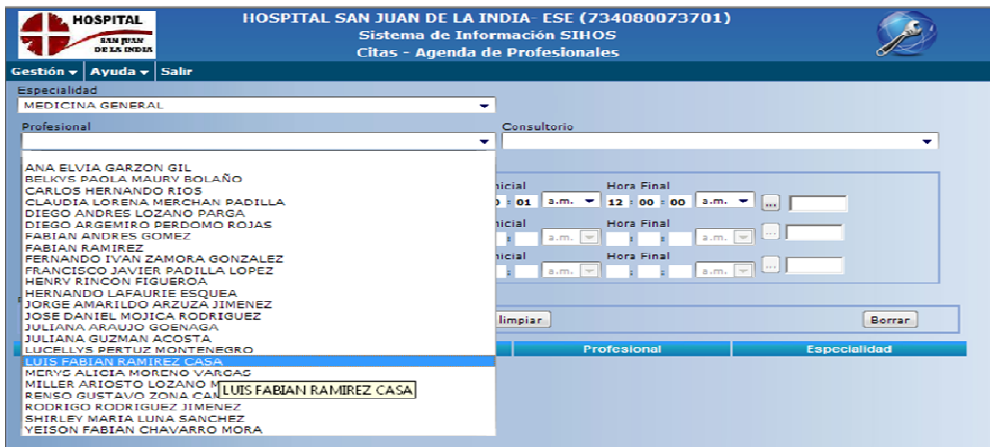 HOSPITAL
SAN JUAN
DE LA INDIA
HOSPITAL SAN JUAN DE LA INDIA- ESE (734080073701)
Sistema de Información SIHOS
Citas - Agenda de Profesionales
Gestión Ayuda Salir
Especialidad
MEDICINA GENERAL
Profesional Consultorio
ANA ELVIA GARZON GIL
BELKYS PAOLA MAURY BOLAÑO
CARLOS HERNANDO RIOS
CLAUDIA LORENA MERCHAN PADILLA
DIEGO ANDRES LOZANO PARGA
DIEGO ARGEMIRO PERDOMO ROJAS
FABIAN ANDRES GOMEZ
FABIAN RAMIREZ
FERNANDO IVAN ZAMORA GONZALEZ
FRANCISCO JAVIER PADILLA LOPEZ
HENRY RINCON FIGUEROA
HERNANDO LAFAURIE ESQUEA
JORGE AMARILDO ARZUZA JIMENEZ
JOSE DANIEL MOJICA RODRIGUEZ
JULIANA ARAUJO GOENAGA
JULIANA GUZMAN ACOSTA
LUCELLYS PERTUZ MONTENEGRO
LUIS FABIAN RAMIREZ CASA
MERYS ALICIA MORENO VARGAS
MILLER ARIOSTO LOZANO M
RENSO GUSTAVO ZONA CAM
RODRIGO RODRIGUEZ JIMENEZ
SHIRLEY MARIA LUNA SANCHEZ
YEISON FABIAN CHAVARRO MORA
LUIS FABIAN RAMIREZ CASA
nicial Hora Final
: 01 a.m. 12 : 00 : 00 a.m. ...
nicial Hora Final
: a.m. : : a.m. ...
nicial Hora Final
: a.m. : : a.m. ...
limpiar Borrar
Profesional Especialidad